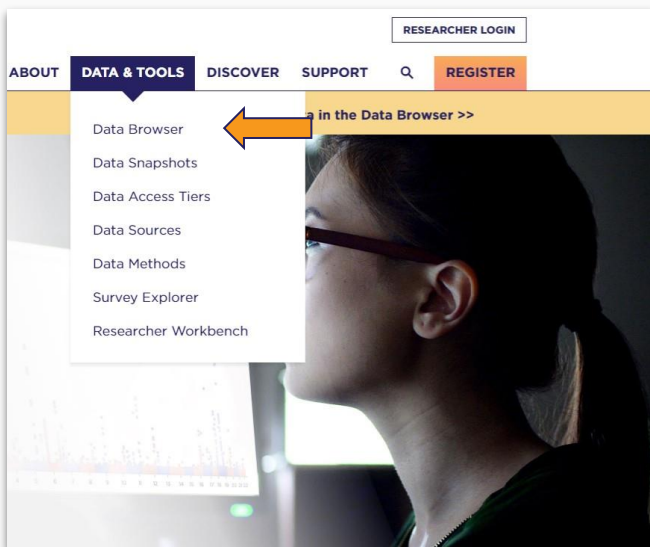 RESEARCHER LOGIN
ABOUT DATA & TOOLS DISCOVER SUPPORT REGISTER
a in the Data Browser >>
Data Browser
Data Snapshots
Data Access Tiers
Data Sources
Data Methods
Survey Explorer
Researcher Workbench